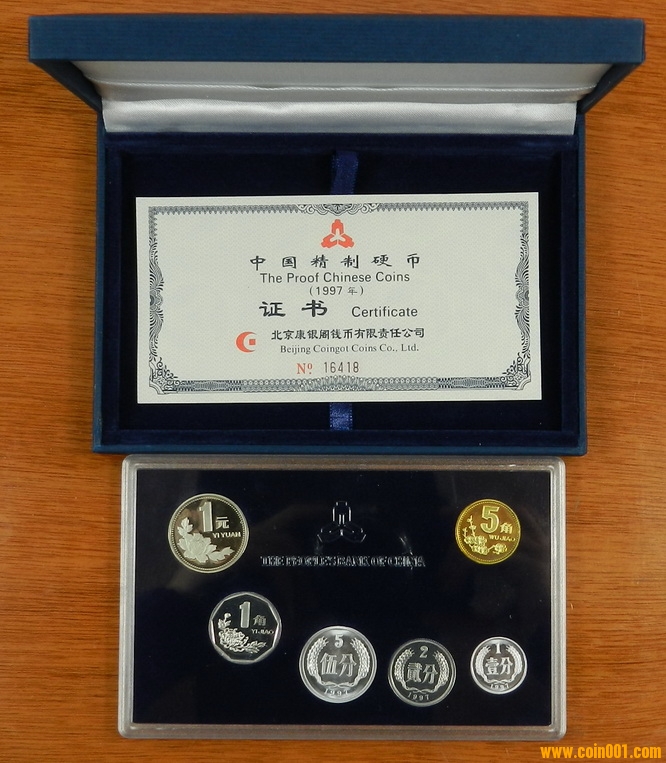 中国精制硬币
The Proof Chinese Coins
(1997年)
证书 Certificate
北京康银阁钱币有限责任公司
Beijing Coingot Coins Co., Ltd.
Nº 16418
1元
YI YUAN
THE PEOPLE'S BANK OF CHINA
5角
WU JIAO
1角
YI JIAO
5
伍分
1997
2
贰分
1997
1
壹分
1997
www.coin001.com